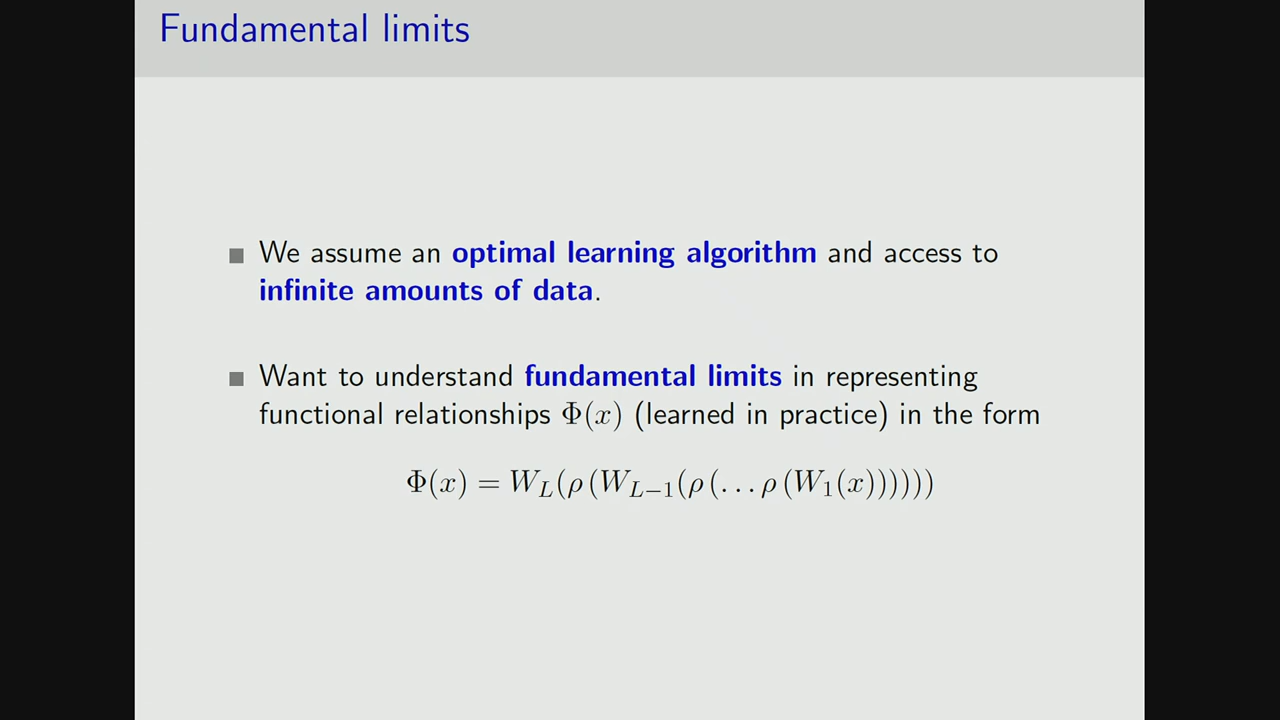 Fundamental limits
We assume an optimal learning algorithm and access to
infinite amounts of data.
Want to understand fundamental limits in representing
functional relationships Φ(x) (learned in practice) in the form
Φ(x) = W_L(ρ (W_{L−1}(ρ (. . . ρ (W_1(x))))))